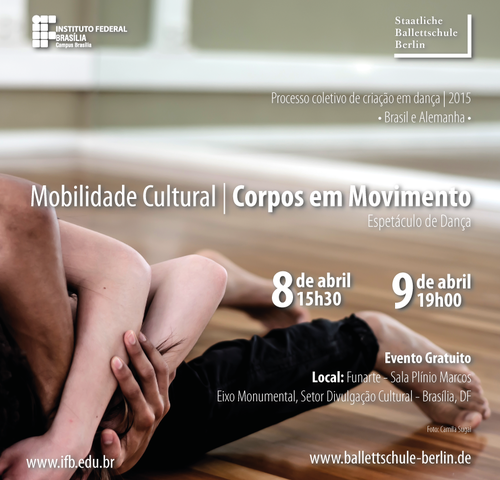 INSTITUTO FEDERAL
BRASÍLIA
Campus Brasília
Staatliche
Ballettschule
Berlin
Processo coletivo de criação em dança | 2015
• Brasil e Alemanha •
Mobilidade Cultural | Corpos em Movimento
Espetáculo de Dança
8 de abril
15h30
9 de abril
19h00
Evento Gratuito
Local: Funarte - Sala Plínio Marcos
Eixo Monumental, Setor Divulgação Cultural - Brasília, DF
Foto: Camila
www.ifb.edu.br
www.ballettschule-berlin.de